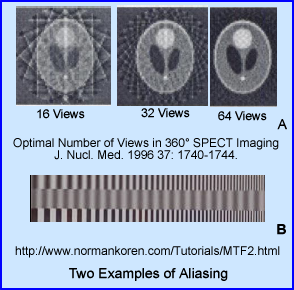 16 Views
32 Views
64 Views
A
Optimal Number of Views in 360° SPECT Imaging
J. Nucl. Med. 1996 37: 1740-1744.
B
http://www.normankoren.com/Tutorials/MTF2.html
Two Examples of Aliasing